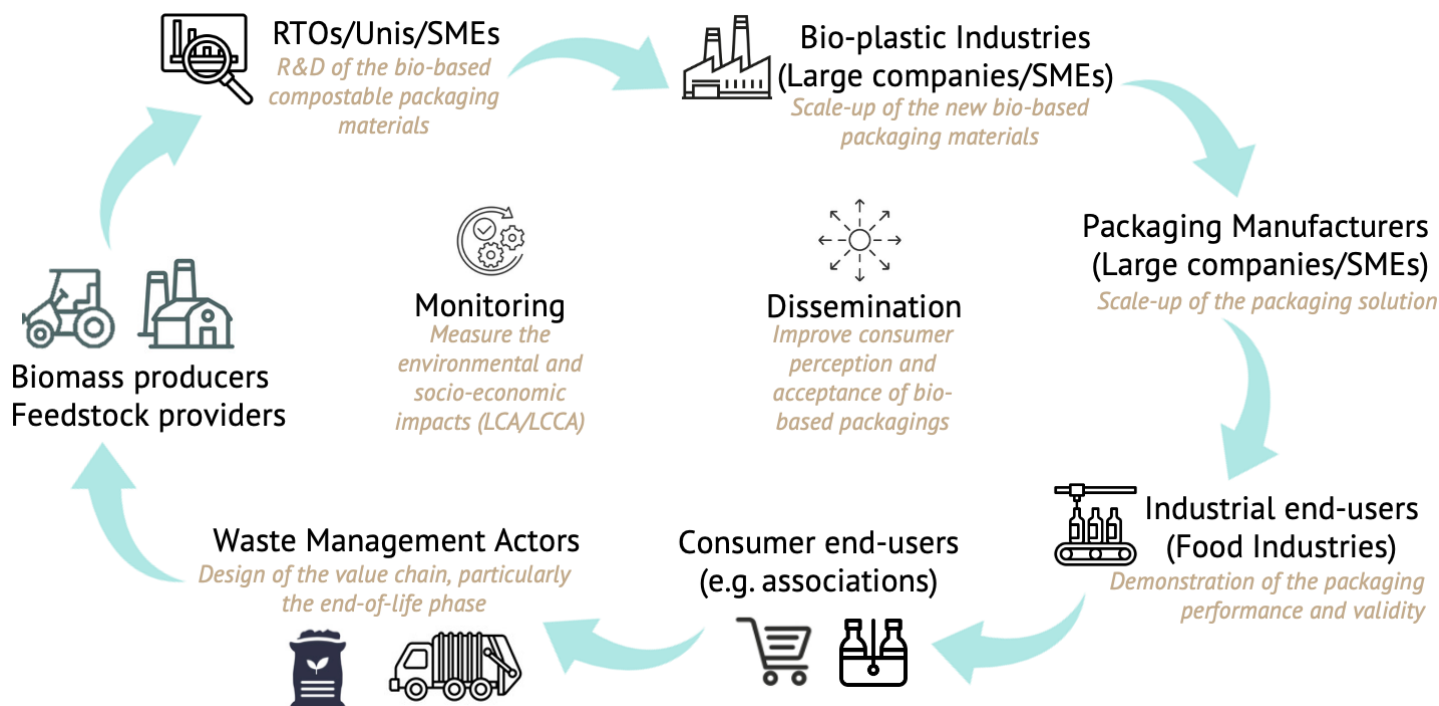 RTOs/Unis/SMEs
R&D of the bio-based
compostable packaging
materials
Bio-plastic Industries
(Large companies/SMEs)
Scale-up of the new bio-based
packaging materials
Packaging Manufacturers
(Large companies/SMEs)
Scale-up of the packaging solution
Monitoring
Measure the
environmental and
socio-economic
impacts (LCA/LCCA)
Dissemination
Improve consumer
perception and
acceptance of bio-
based packagings
Biomass producers
Feedstock providers
Industrial end-users
(Food Industries)
Demonstration of the packaging
performance and validity
Waste Management Actors
Design of the value chain, particularly
the end-of-life phase
Consumer end-users
(e.g. associations)